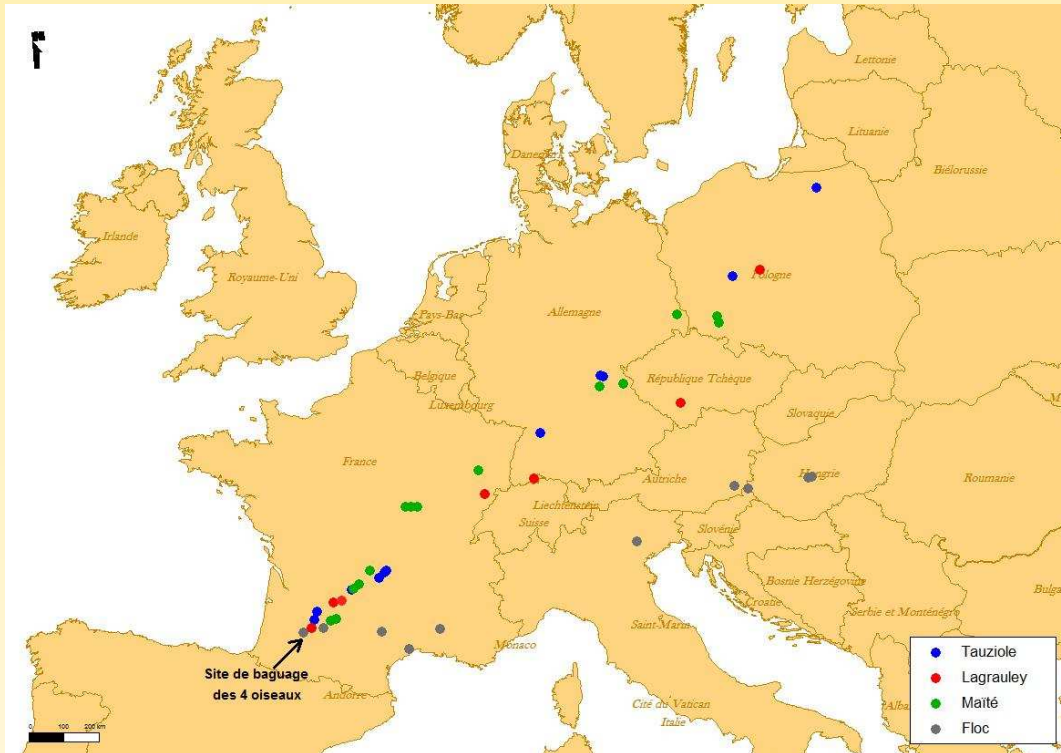 Lettonie
Lituanie
Danemark
Biélorussie
Irlande
Royaume-Uni
Pologne
Pays-Bas
Allemagne
Belgique
République Tchèque
Luxembourg
Slovaquie
France
Hongrie
Autriche
Roumanie
Liechtenstein
Suisse
Slovénie
Bosnie Herzégovine
Croatie
Serbie et Monténégro
Bulga
Saint-Marin
Monaco
Site de baguage
des 4 oiseaux
Andorre
Cité du Vatican
Italie
Alba
Tauziole
Lagrauley
Maïté
Floc
0 100 200 km